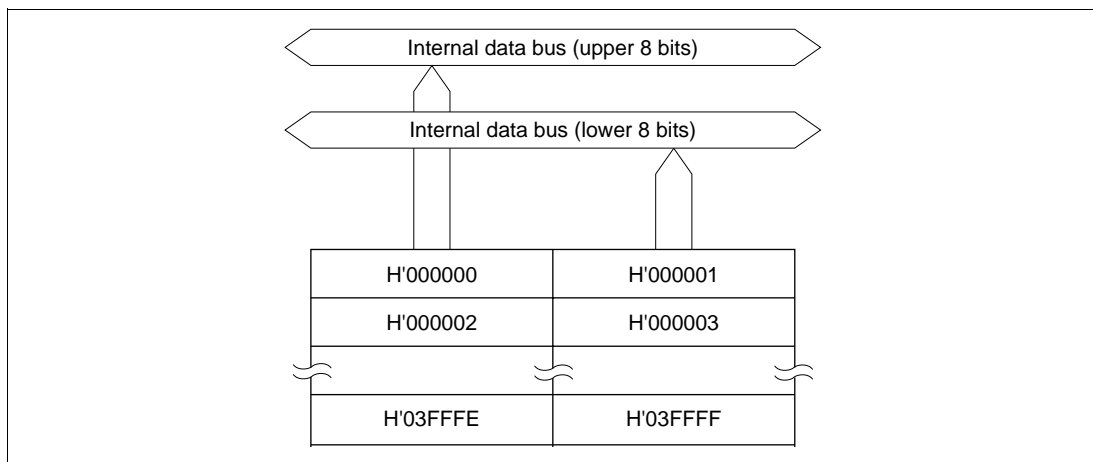 Internal data bus (upper 8 bits)
Internal data bus (lower 8 bits)
H'000000 H'000001
H'000002 H'000003
H'03FFFE H'03FFFF